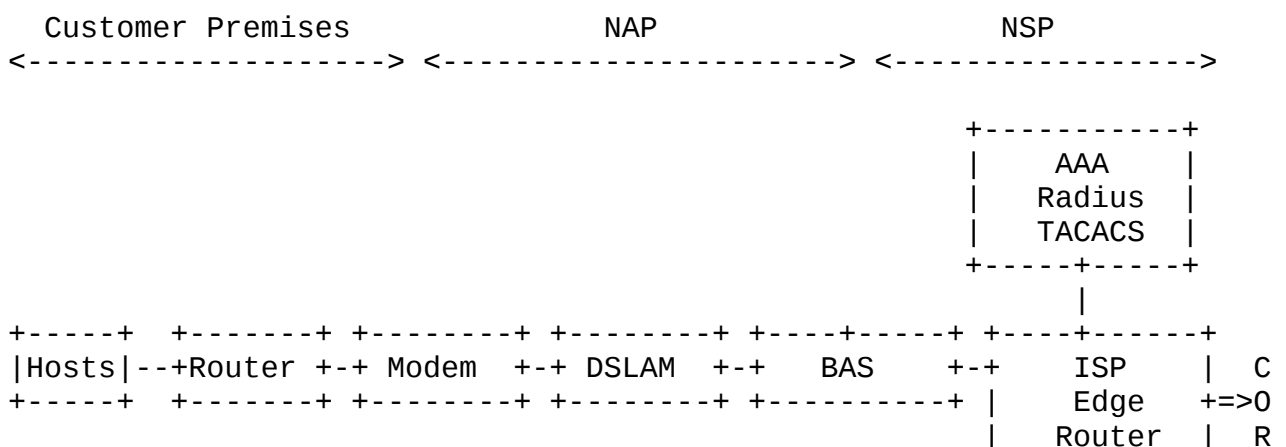 Customer Premises              NAP                   NSP
<--------------------> <----------------------> <----------------->

                                                     +-----------+
                                                     |    AAA    |
                                                     |   Radius  |
                                                     |   TACACS  |
                                                     +-----+-----+
                                                           |
+-----+  +-------+ +--------+ +--------+ +----+-----+ +----+------+
|Hosts|--+Router +-+ Modem  +-+ DSLAM  +-+   BAS    +-+    ISP    |  C
+-----+  +-------+ +--------+ +--------+ +----------+ |    Edge   +=>O
                                                      |   Router  |  R